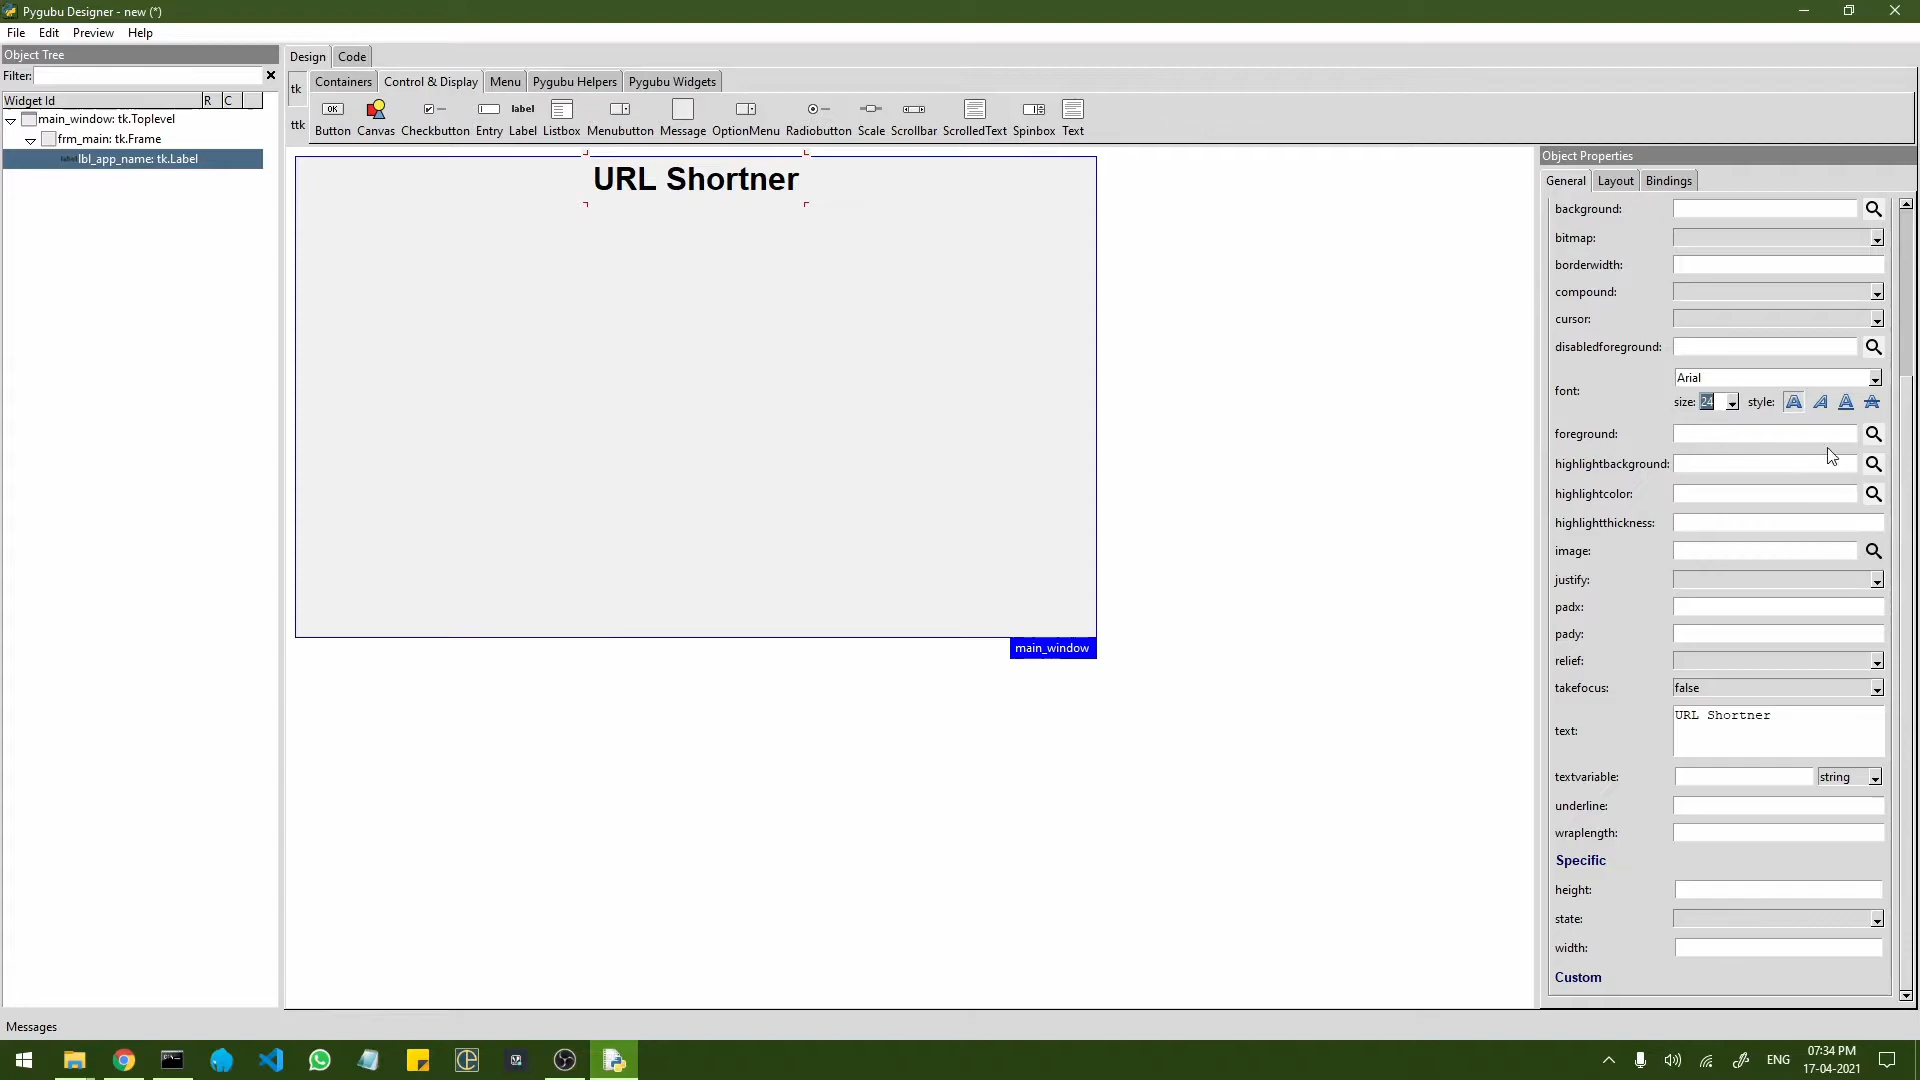 Pygubu Designer - new (*)
File Edit Preview Help
Object Tree
Design Code
Filter:
Containers Control & Display Menu Pygubu Helpers Pygubu Widgets
tk
ttk
Widget Id R C
main_window: tk.Toplevel
frm_main: tk.Frame
label lbl_app_name: tk.Label
OK label
Button Canvas Checkbutton Entry Label Listbox Menubutton Message OptionMenu Radiobutton Scale Scrollbar ScrolledText Spinbox Text
URL Shortner
main_window
Object Properties
General Layout Bindings
background:
bitmap:
borderwidth:
compound:
cursor:
disabledforeground:
font: Arial
size: 24 style: A A A A
foreground:
highlightbackground:
highlightcolor:
highlightthickness:
image:
justify:
padx:
pady:
relief:
takefocus: false
text: URL Shortner
textvariable: string
underline:
wraplength:
Specific
height:
state:
width:
Custom
Messages
ENG
07:34 PM
17-04-2021